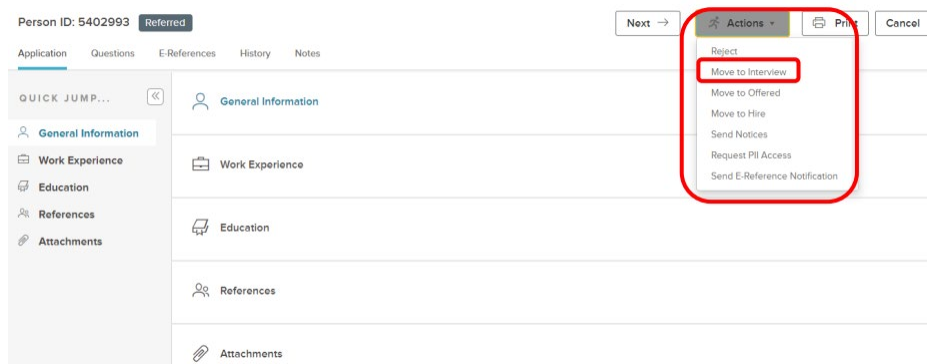 Person ID: 5402993 Referred
Next → Actions Print Cancel
Application Questions E-References History Notes
Reject
Move to Interview
Move to Offered
Move to Hire
Send Notices
Request PII Access
Send E-Reference Notification
QUICK JUMP...
General Information
Work Experience
Education
References
Attachments
General Information
Work Experience
Education
References
Attachments